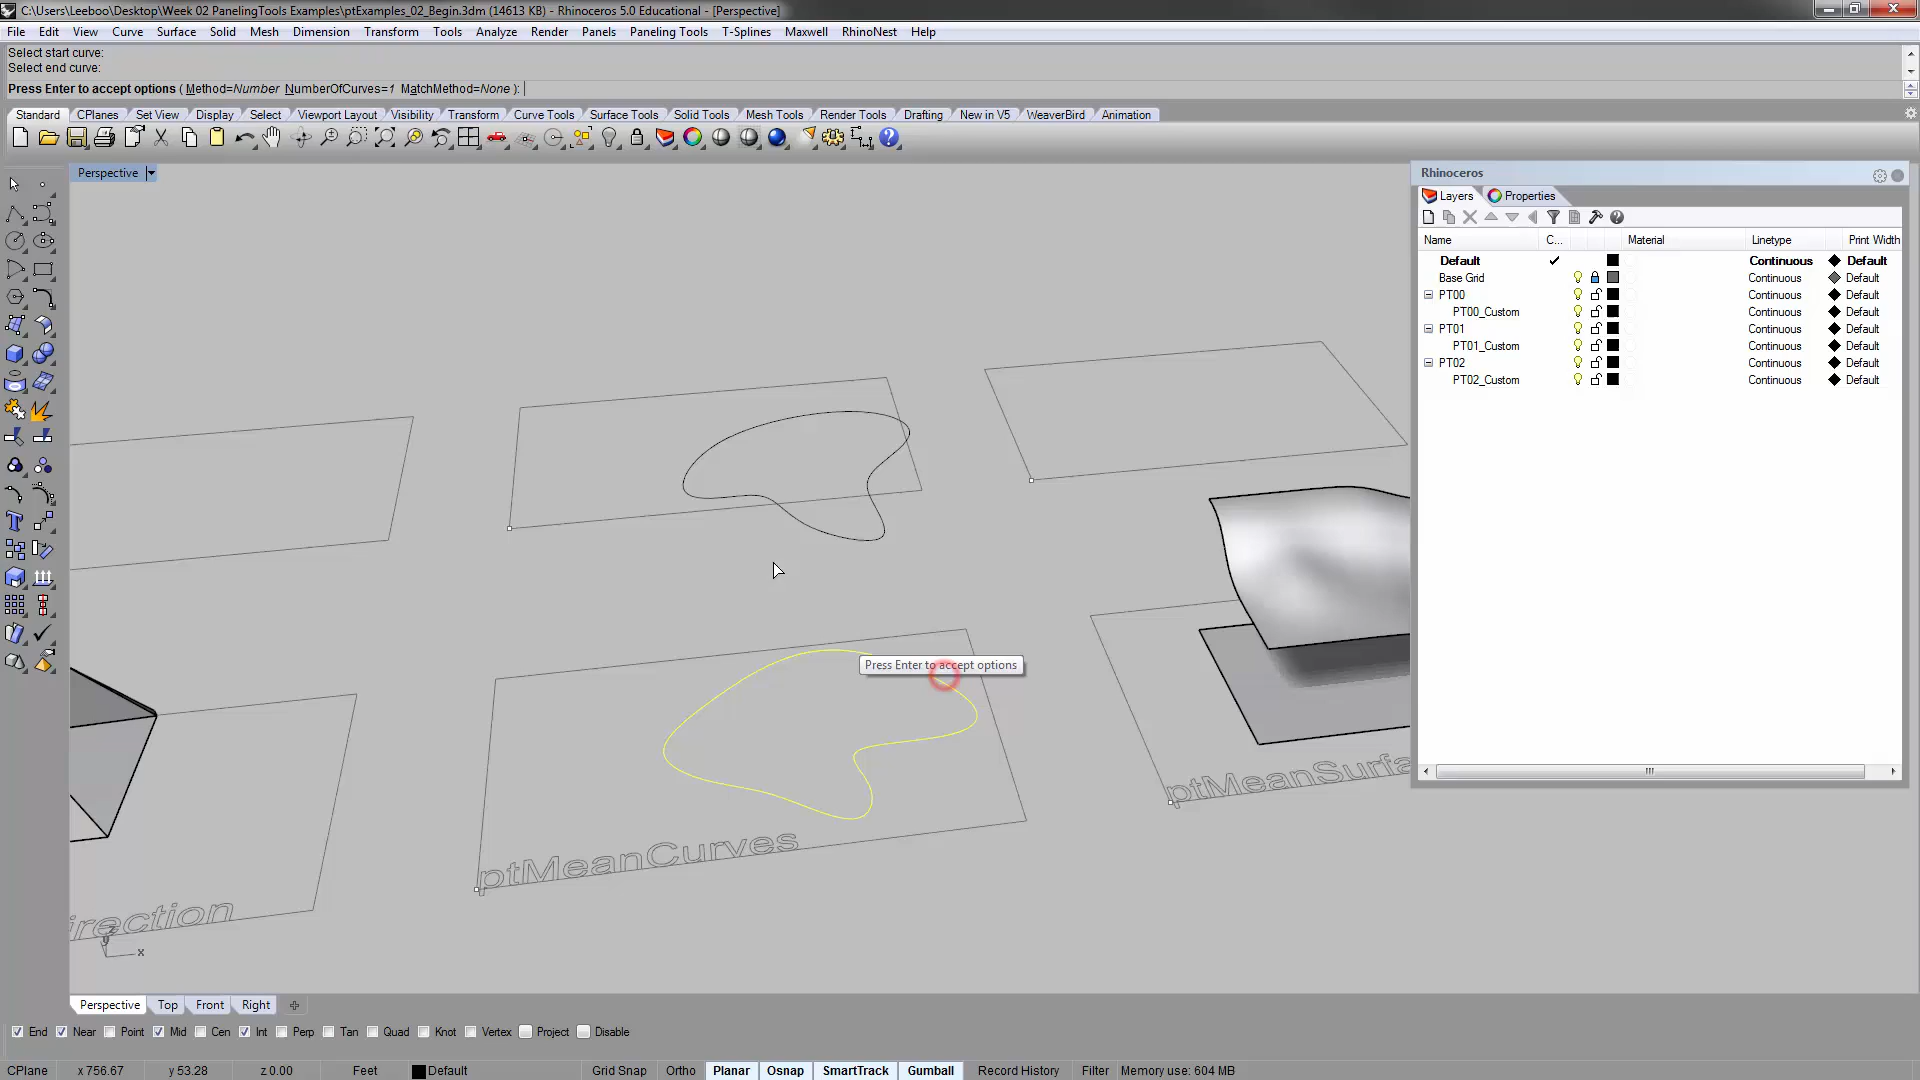 C:\Users\Leeboo\Desktop\Week 02 PanelingTools Examples\ptExamples_02_Begin.3dm (14613 KB) - Rhinoceros 5.0 Educational - [Perspective]
File Edit View Curve Surface Solid Mesh Dimension Transform Tools Analyze Render Panels Paneling Tools T-Splines Maxwell RhinoNest Help
Select start curve:
Select end curve:
Press Enter to accept options ( Method=Number NumberOfCurves=1 MatchMethod=None ):
Standard CPlanes Set View Display Select Viewport Layout Visibility Transform Curve Tools Surface Tools Solid Tools Mesh Tools Render Tools Drafting New in V5 WeaverBird Animation
Perspective
Rhinoceros
Layers Properties
Name C... Material Linetype Print Width
Default Continuous Default
Base Grid Continuous Default
PT00 Continuous Default
PT00_Custom Continuous Default
PT01 Continuous Default
PT01_Custom Continuous Default
PT02 Continuous Default
PT02_Custom Continuous Default
Press Enter to accept options
ptMeanSurfa
ptMeanCurves
irection
z
x
Perspective Top Front Right
End Near Point Mid Cen Int Perp Tan Quad Knot Vertex Project Disable
CPlane x 756.67 y 53.28 z 0.00 Feet Default Grid Snap Ortho Planar Osnap SmartTrack Gumball Record History Filter Memory use: 604 MB